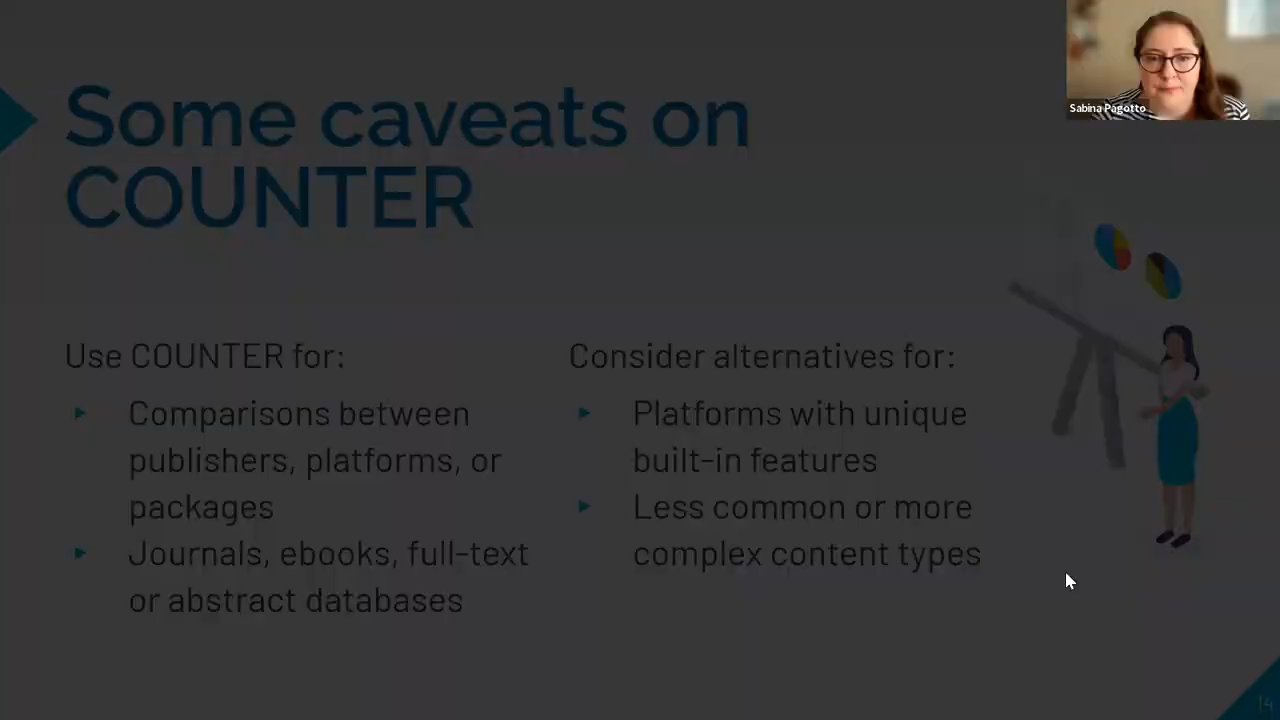 Sabina Pagotto
Some caveats on
COUNTER
Use COUNTER for:
Comparisons between
publishers, platforms, or
packages
Journals, ebooks, full-text
or abstract databases
Consider alternatives for:
Platforms with unique
built-in features
Less common or more
complex content types
14